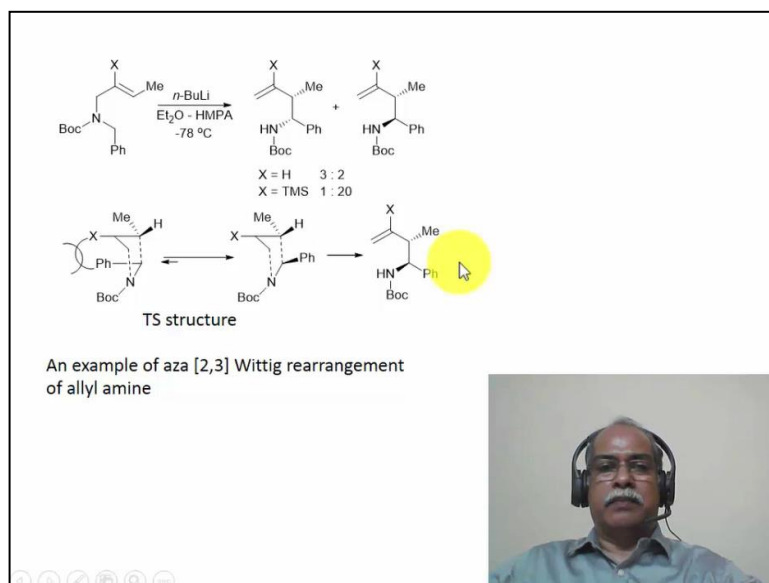 X
Me
Boc
N
Ph
n-BuLi
Et2O - HMPA
-78 ºC
X
Me
HN
Ph
Boc
+
X
Me
HN
Ph
Boc
X = H 3 : 2
X = TMS 1 : 20
Me
H
X
Ph
N
Boc
Me
H
X
Ph
N
Boc
X
Me
HN
Ph
Boc
TS structure
An example of aza [2,3] Wittig rearrangement
of allyl amine